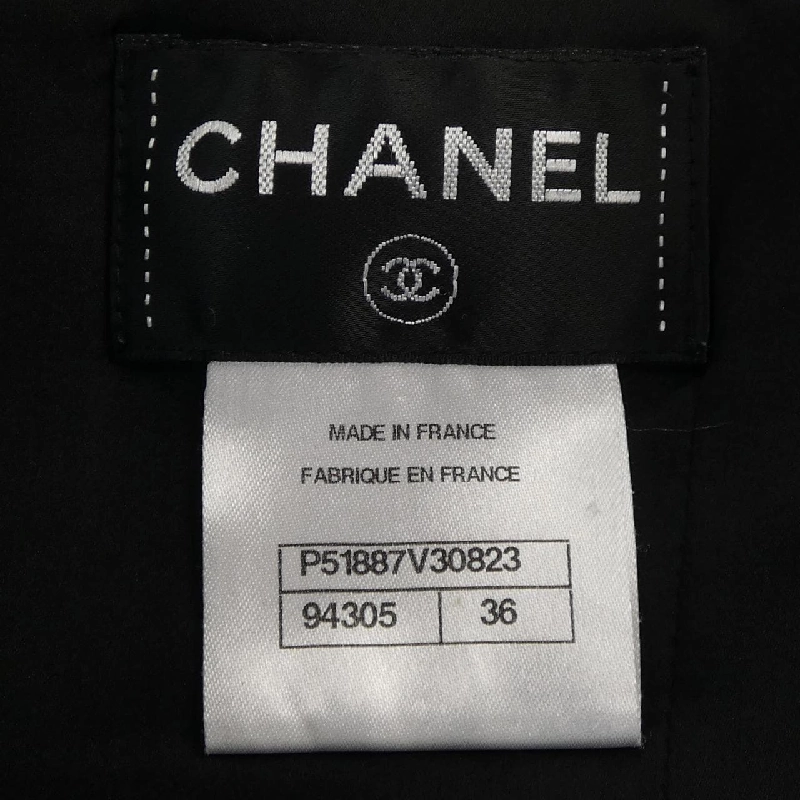 CHANEL
MADE IN FRANCE
FABRIQUE EN FRANCE
P51887V30823
94305 36